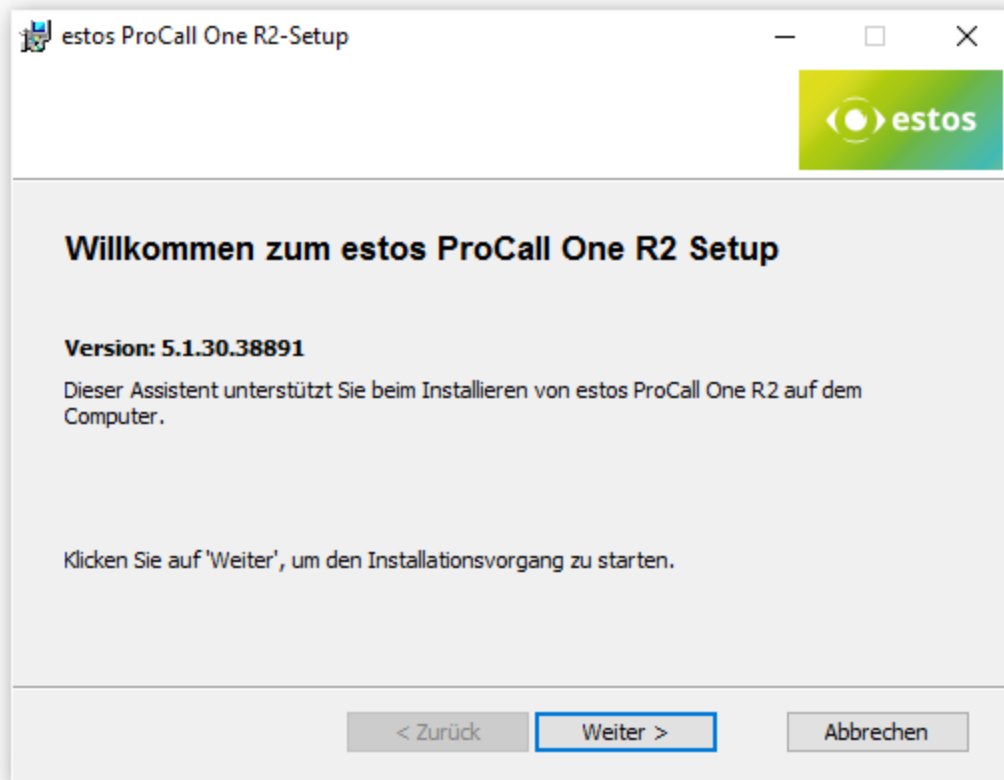 estos ProCall One R2-Setup
estos
Willkommen zum estos ProCall One R2 Setup
Version: 5.1.30.38891
Dieser Assistent unterstützt Sie beim Installieren von estos ProCall One R2 auf dem
Computer.
Klicken Sie auf 'Weiter', um den Installationsvorgang zu starten.
< Zurück
Weiter >
Abbrechen